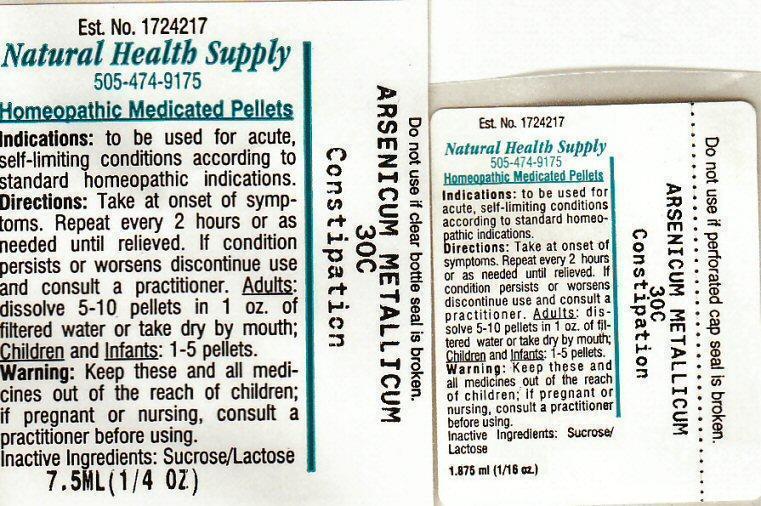 Est. No. 1724217
Natural Health Supply
505-474-9175
Homeopathic Medicated Pellets
Indications: to be used for acute,
self-limiting conditions according to
standard homeopathic indications.
Directions: Take at onset of symp-
toms. Repeat every 2 hours or as
needed until relieved. If condition
persists or worsens discontinue use
and consult a practitioner. Adults:
dissolve 5-10 pellets in 1 oz. of
filtered water or take dry by mouth;
Children and Infants: 1-5 pellets.
Warning: Keep these and all medi-
cines out of the reach of children;
if pregnant or nursing, consult a
practitioner before using.
Inactive Ingredients: Sucrose/Lactose
7.5ML(1/4 OZ)
Do not use if clear bottle seal is broken.
ARSENICUM METALLICUM
30C
Constipation
Est. No. 1724217
Natural Health Supply
505-474-9175
Homeopathic Medicated Pellets
Indications: to be used for
acute, self-limiting conditions
according to standard homeo-
pathic indications.
Directions: Take at onset of
symptoms. Repeat every 2 hours
or as needed until relieved. If
condition persists or worsens
discontinue use and consult a
practitioner. Adults: dis-
solve 5-10 pellets in 1 oz. of fil-
tered water or take dry by mouth;
Children and Infants: 1-5 pellets.
Warning: Keep these and
all medicines out of the reach
of children; if pregnant or
nursing, consult a practitioner
before using.
Inactive Ingredients: Sucrose/
Lactose
1.875 ml (1/16 oz.)
Do not use if perforated cap seal is broken.
ARSENICUM METALLICUM
30C
Constipation